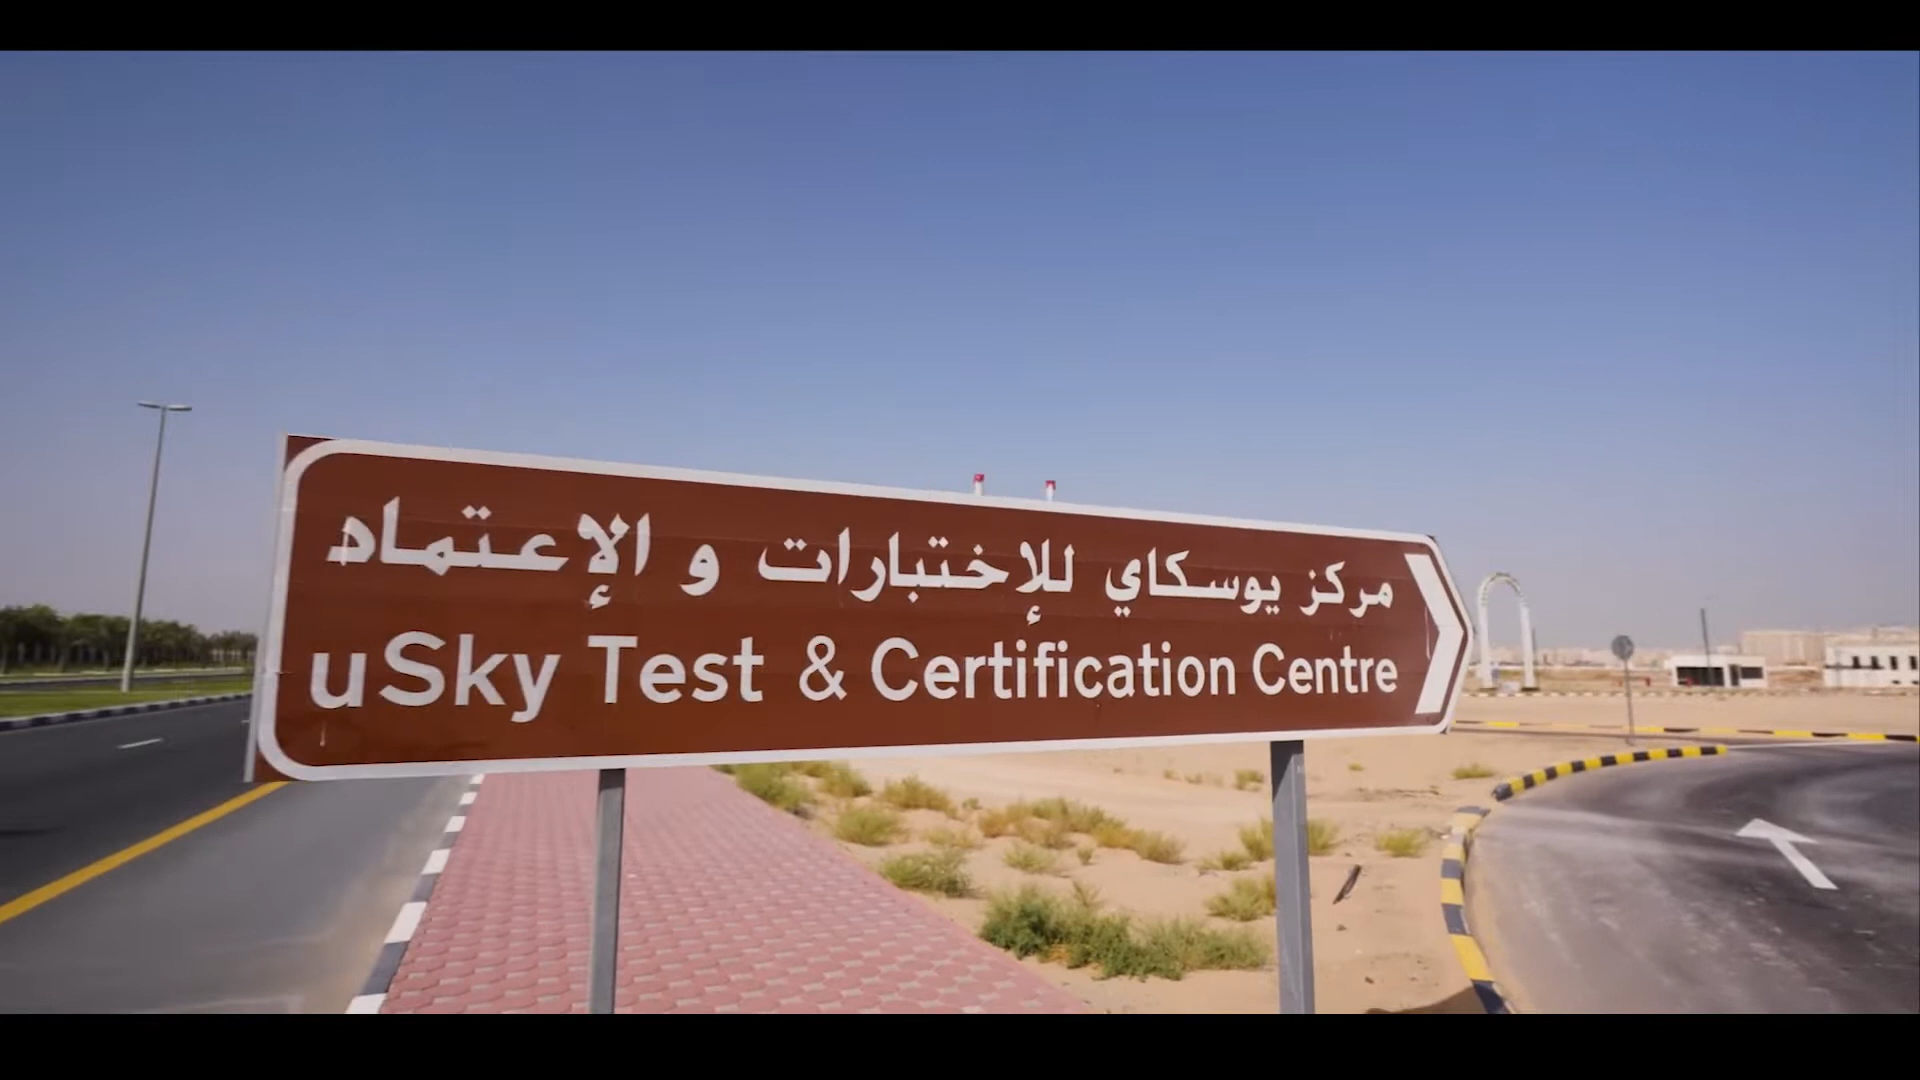 مركز يوسكاي للإختبارات و الإعتماد
uSky Test & Certification Centre